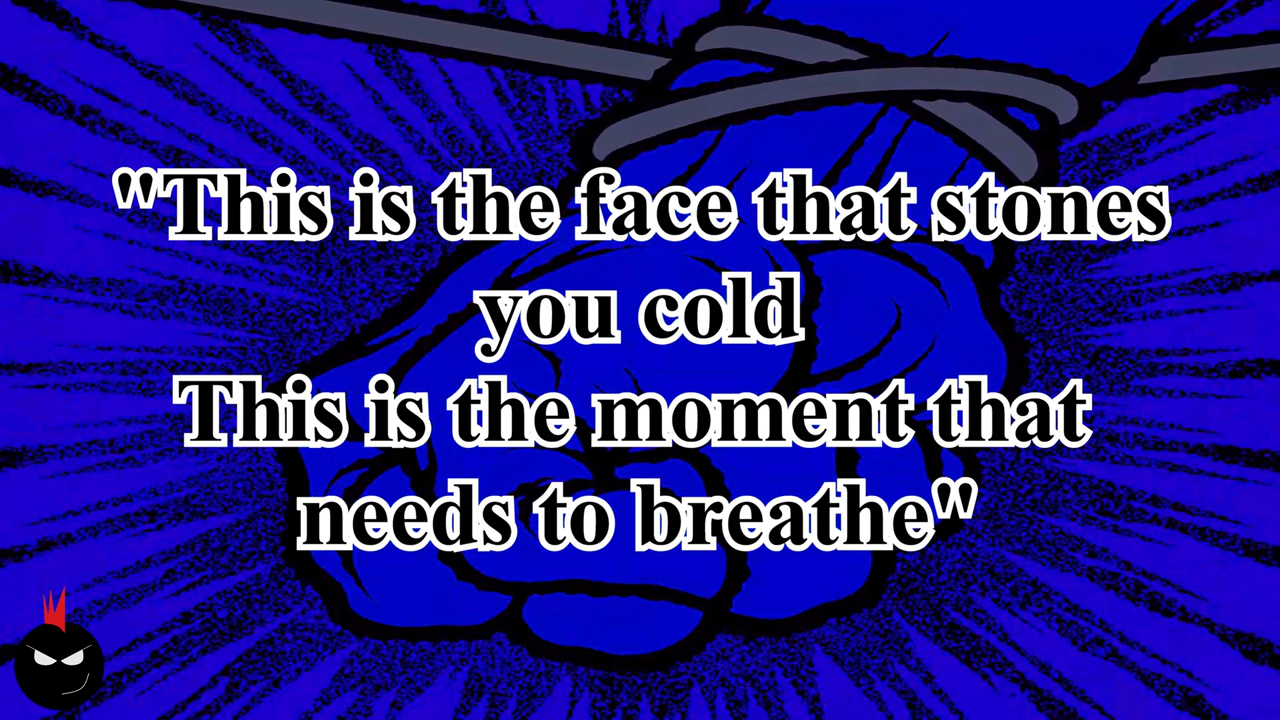 "This is the face that stones
you cold
This is the moment that
needs to breathe"